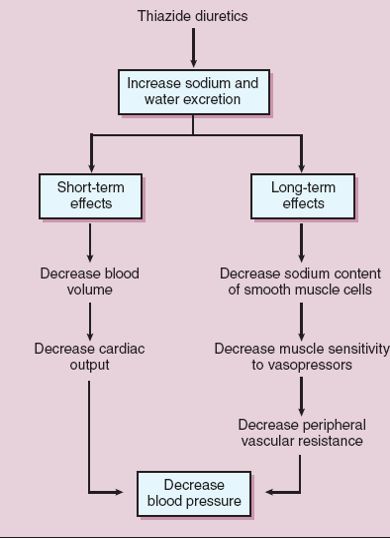 Thiazide diuretics
Increase sodium and
water excretion
Short-term
effects
Long-term
effects
Decrease blood
volume
Decrease sodium content
of smooth muscle cells
Decrease cardiac
output
Decrease muscle sensitivity
to vasopressors
Decrease peripheral
vascular resistance
Decrease
blood pressure